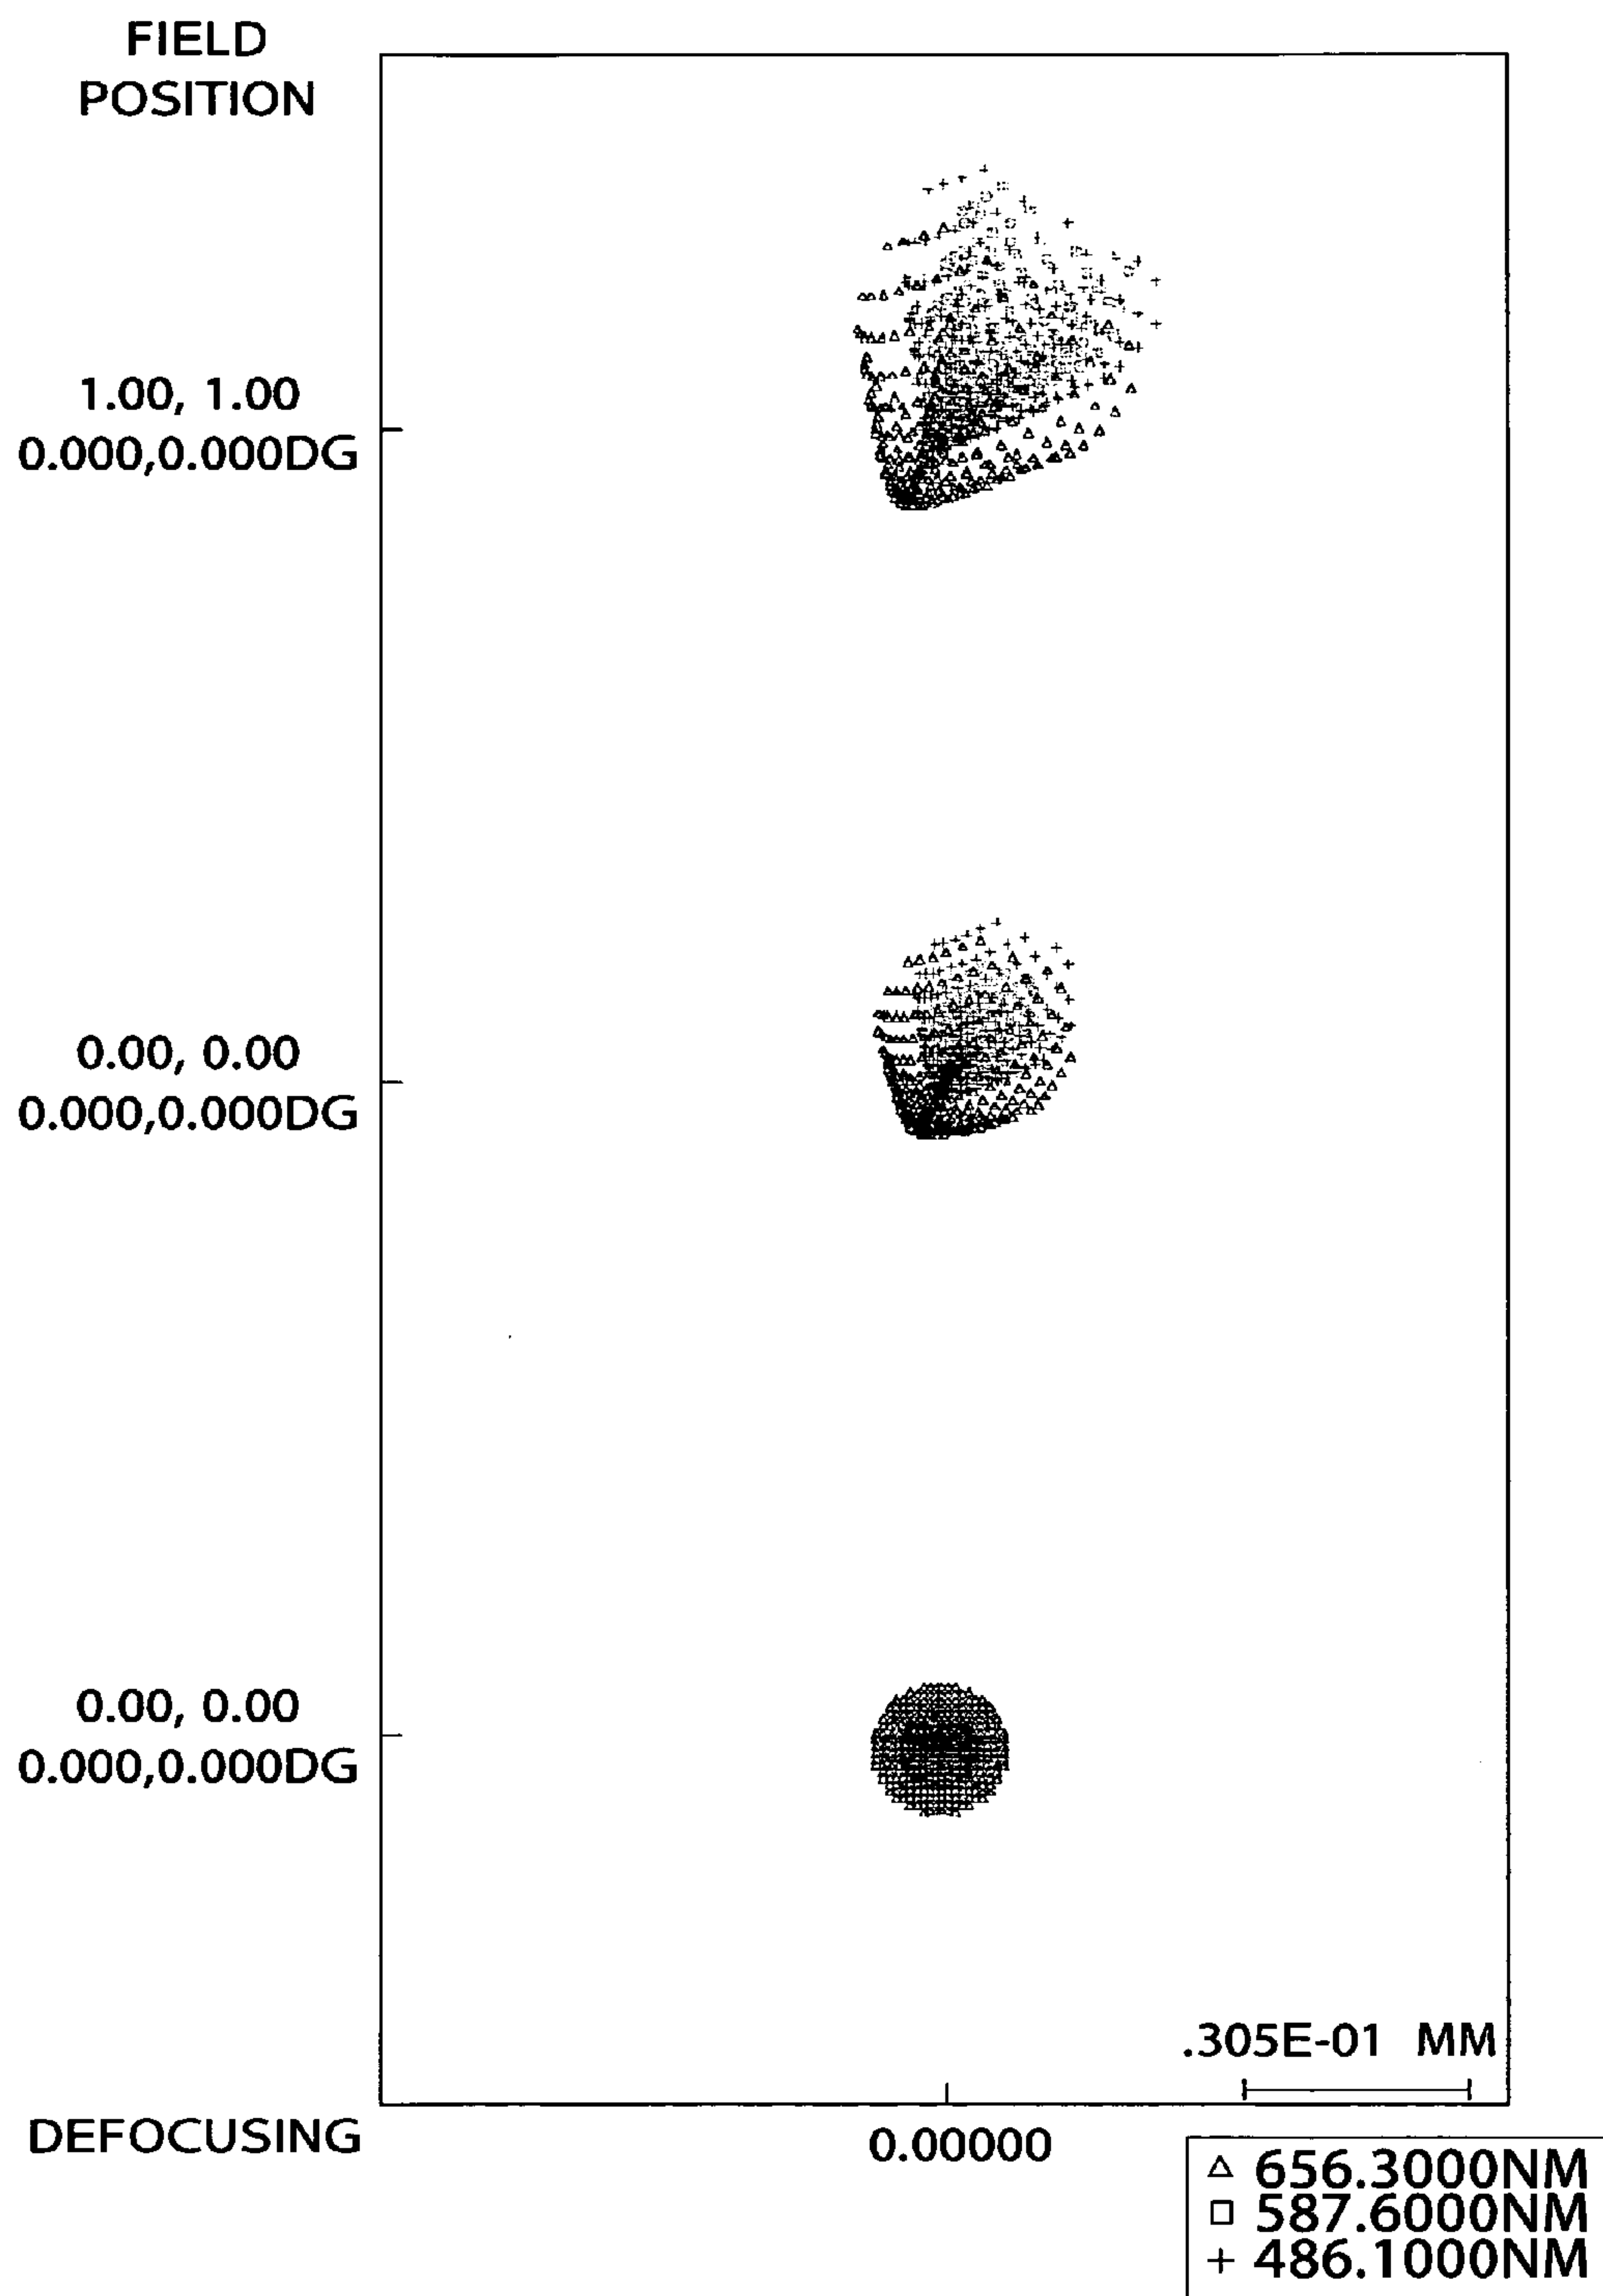 FIELD
POSITION
1.00, 1.00
0.000,0.000DG
0.00, 0.00
0.000,0.000DG
0.00, 0.00
0.000,0.000DG
.305E-01 MM
DEFOCUSING
0.00000
△ 656.3000NM
□ 587.6000NM
+ 486.1000NM